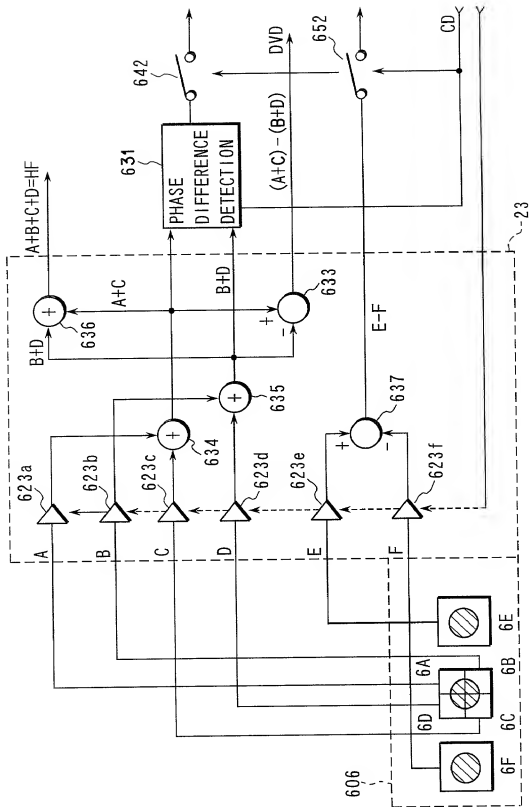 A+B+C+D=HF
642
DVD
652
CD
631
PHASE
DIFFERENCE
DETECTION
(A+C)-(B+D)
23
636
+
A+C
B+D
B+D
+
-
633
E-F
+
634
+
635
+
-
637
623a
623b
623c
623d
623e
623f
A
B
C
D
E
F
6E
6A
6B
6D
6C
6F
606